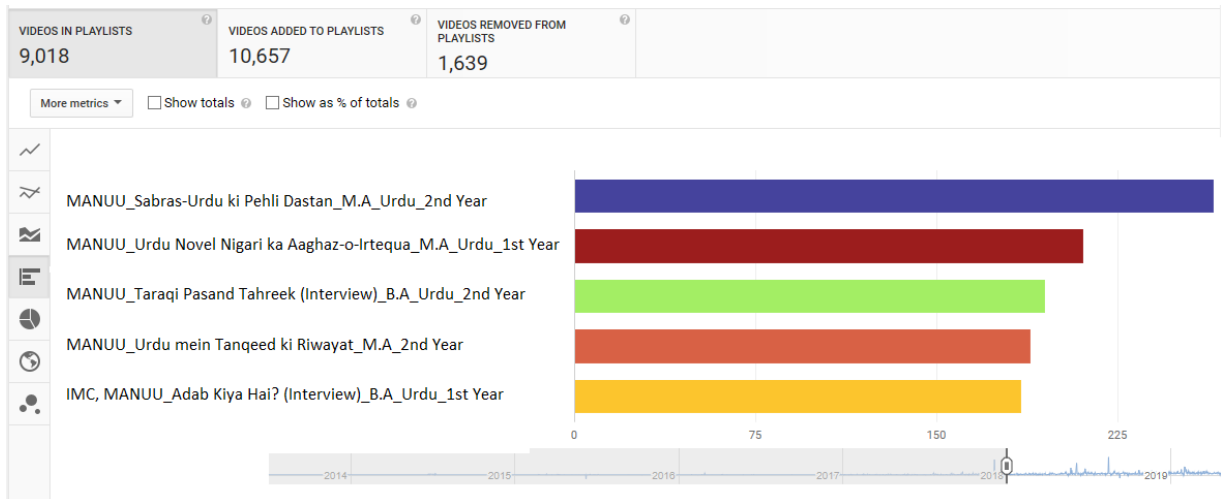 VIDEOS IN PLAYLISTS
9,018
VIDEOS ADDED TO PLAYLISTS
10,657
VIDEOS REMOVED FROM
PLAYLISTS
1,639
More metrics
Show totals
Show as % of totals
MANUU_Sabras-Urdu ki Pehli Dastan_M.A_Urdu_2nd Year
MANUU_Urdu Novel Nigari ka Aaghaz-o-Irtequa_M.A_Urdu_1st Year
MANUU_Taraqi Pasand Tahreek (Interview)_B.A_Urdu_2nd Year
MANUU_Urdu mein Tanqeed ki Riwayat_M.A_2nd Year
IMC, MANUU_Adab Kiya Hai? (Interview)_B.A_Urdu_1st Year
0 75 150 225
2014 2015 2016 2017 2018 2019